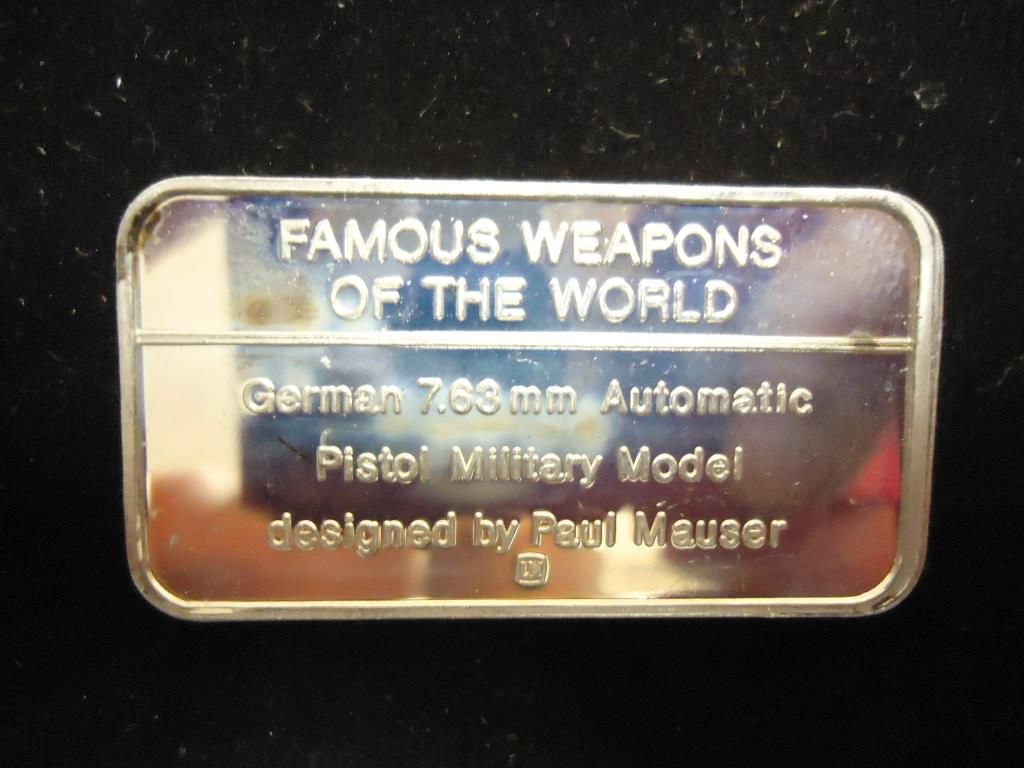 FAMOUS WEAPONS
OF THE WORLD
German 7.63 mm Automatic
Pistol Military Model
designed by Paul Mauser